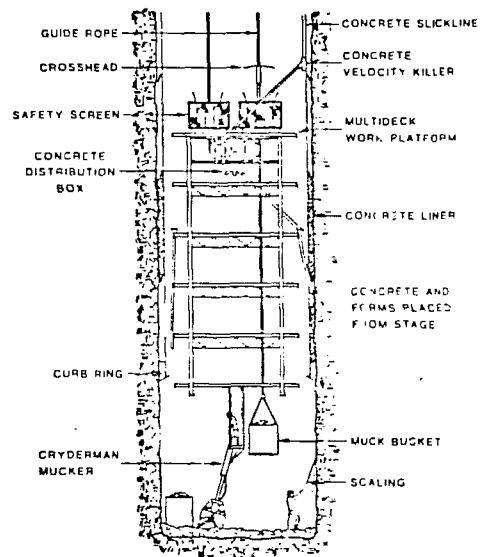 GUIDE ROPE
CROSSHEAD
SAFETY SCREEN
CONCRETE
DISTRIBUTION
BOX
CURB RING
CRYDERMAN
MUCKER
CONCRETE SLICKLINE
CONCRETE
VELOCITY KILLER
MULTIDECK
WORK PLATFORM
CONCRETE LINER
CONCRETE AND
FORMS PLACED
FROM STAGE
MUCK BUCKET
SCALING